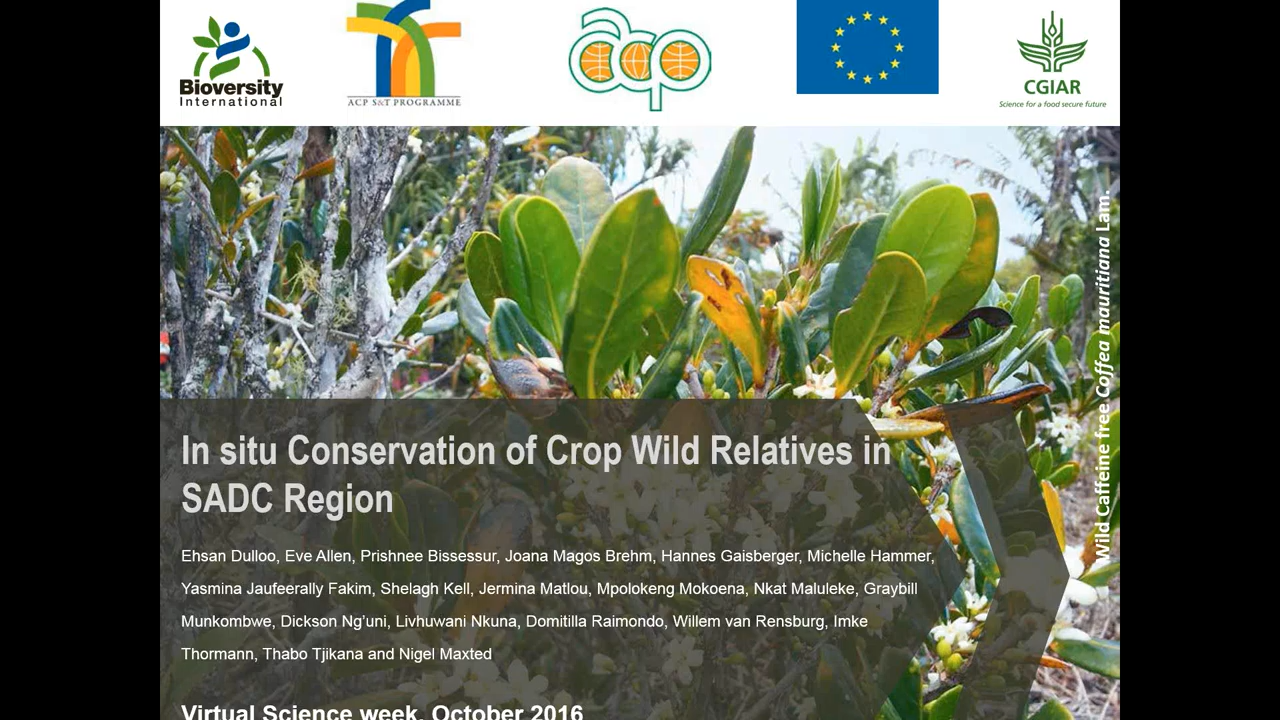 Bioversity
International
ACP S&T PROGRAMME
acp
CGIAR
Science for a food secure future
Wild Caffeine free Coffea mauritiana Lam
In situ Conservation of Crop Wild Relatives in
SADC Region
Ehsan Dulloo, Eve Allen, Prishnee Bissessur, Joana Magos Brehm, Hannes Gaisberger, Michelle Hammer,
Yasmina Jaufeerally Fakim, Shelagh Kell, Jermina Matlou, Mpolokeng Mokoena, Nkat Maluleke, Graybill
Munkombwe, Dickson Ng'uni, Livhuwani Nkuna, Domitilla Raimondo, Willem van Rensburg, Imke
Thormann, Thabo Tjikana and Nigel Maxted
Virtual Science week, October 2016